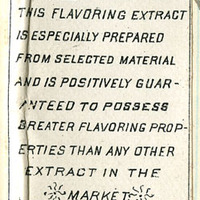 THIS FLAVORING EXTRACT
IS ESPECIALLY PREPARED
FROM SELECTED MATERIAL
AND IS POSITIVELY GUAR-
ANTEED TO POSSESS
GREATER FLAVORING PROP-
ERTIES THAN ANY OTHER
EXTRACT IN THE
MARKET